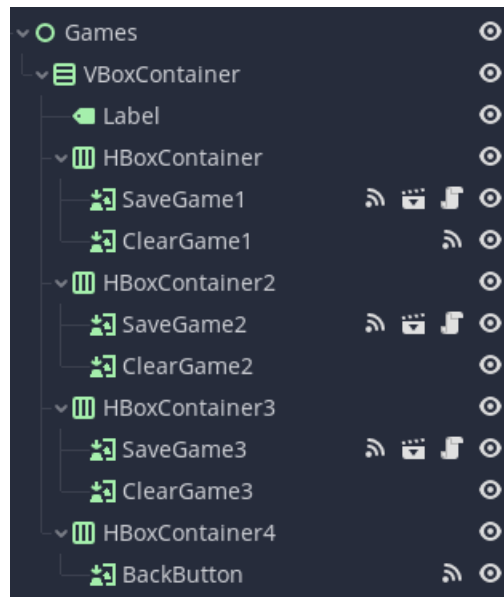 Games
VBoxContainer
Label
HBoxContainer
SaveGame1
ClearGame1
HBoxContainer2
SaveGame2
ClearGame2
HBoxContainer3
SaveGame3
ClearGame3
HBoxContainer4
BackButton